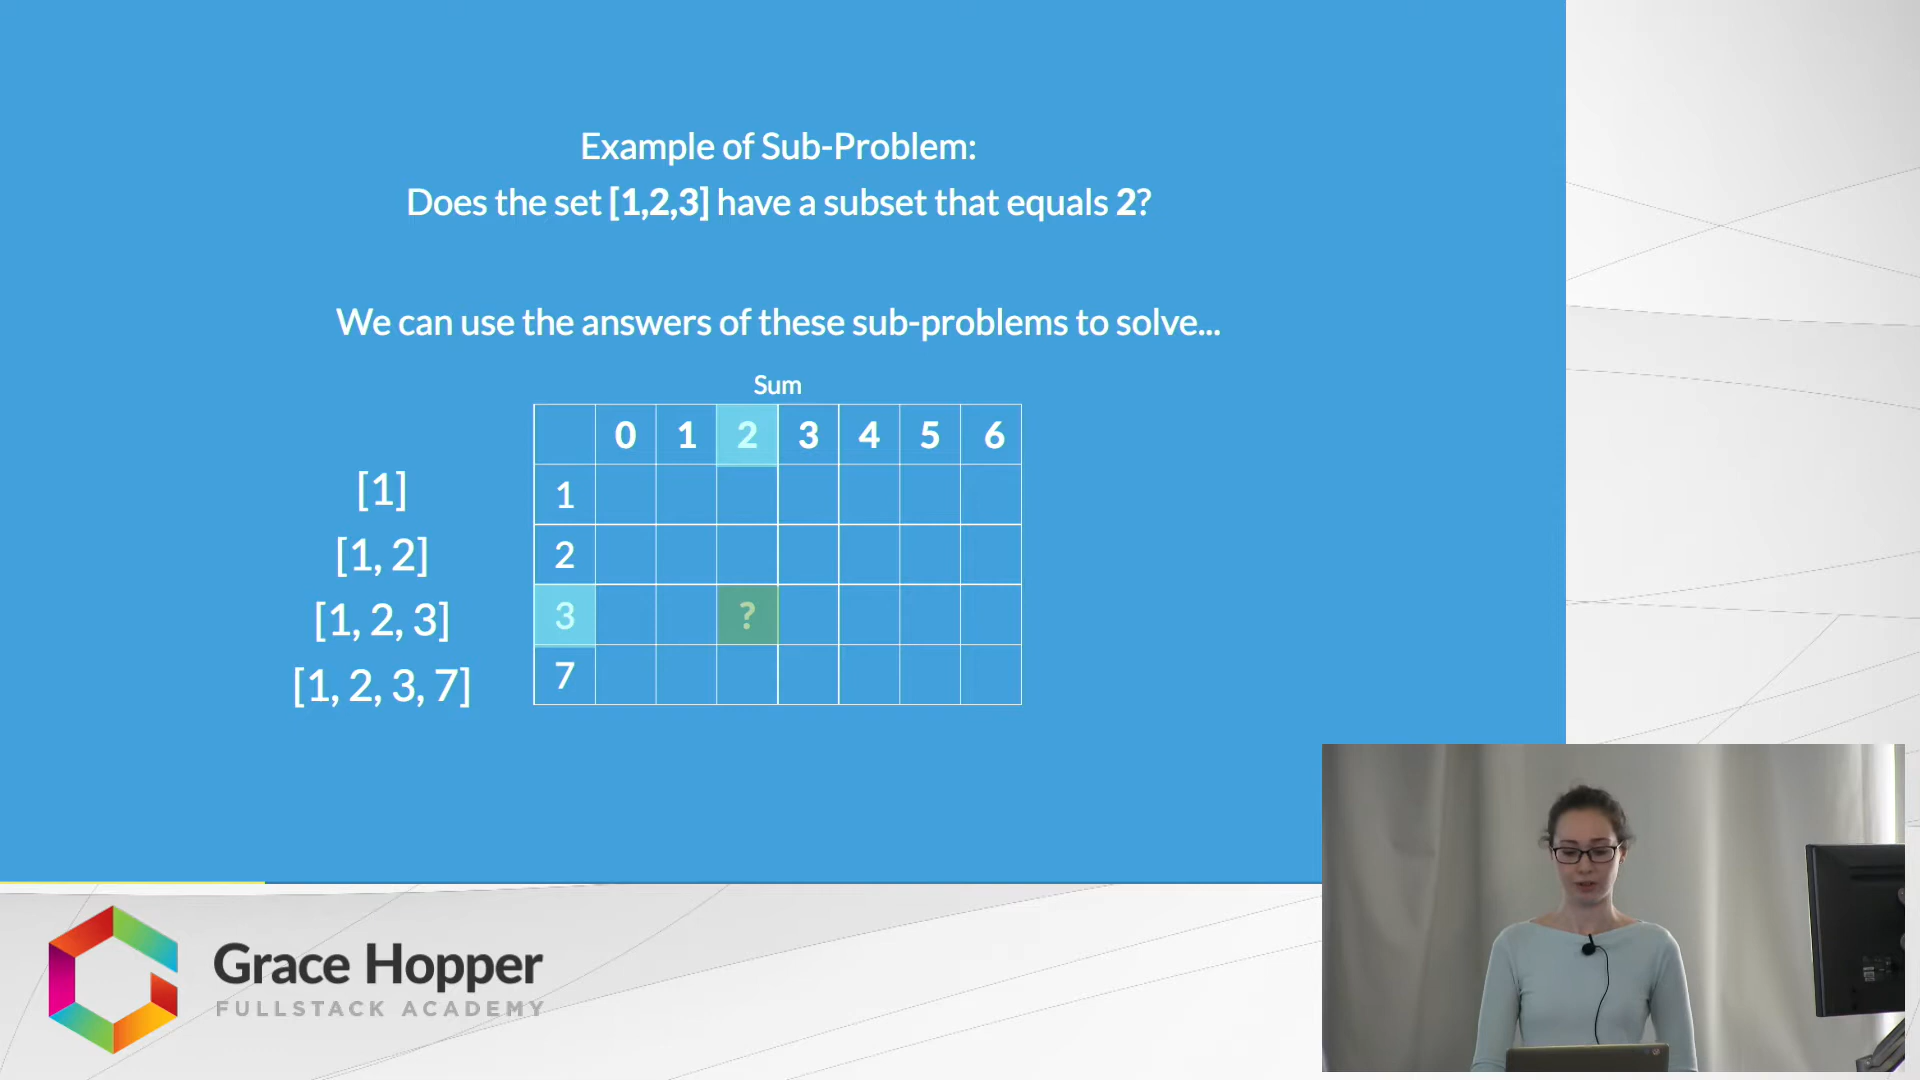 Example of Sub-Problem:
Does the set [1,2,3] have a subset that equals 2?
We can use the answers of these sub-problems to solve...
Sum
0 1 2 3 4 5 6
[1] 1
[1, 2] 2
[1, 2, 3] 3 ?
[1, 2, 3, 7] 7
Grace Hopper
FULLSTACK ACADEMY